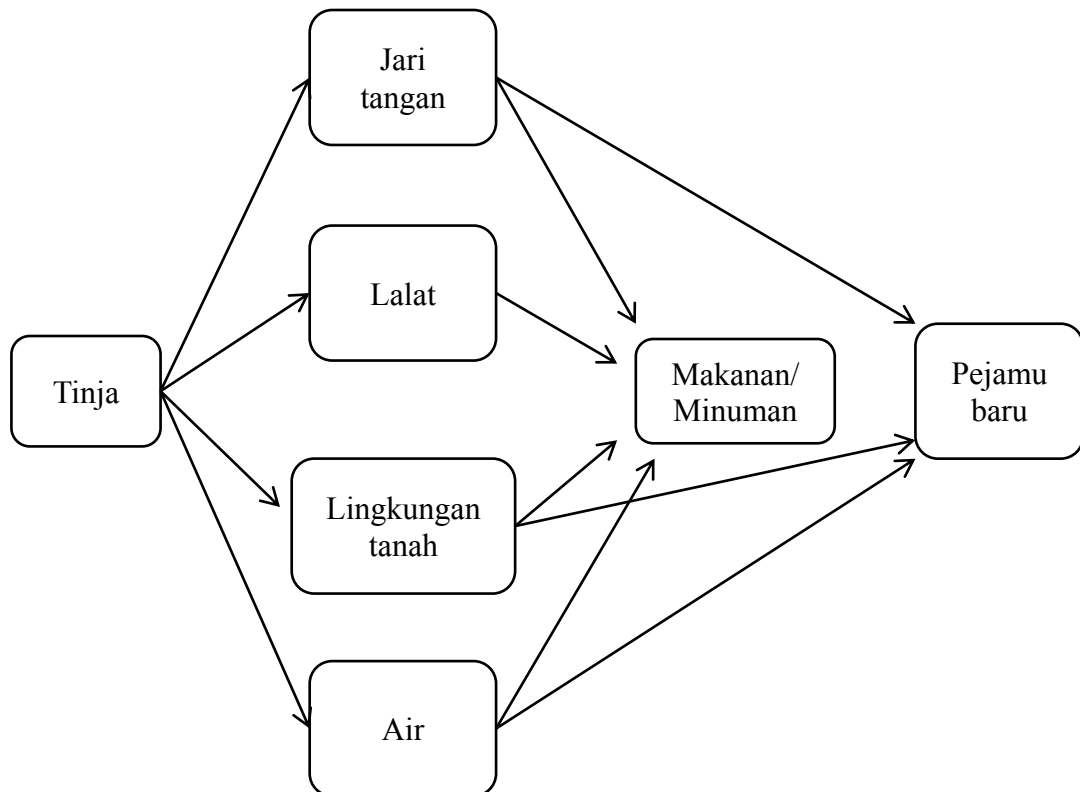 Jari
tangan
Lalat
Tinja
Makanan/
Minuman
Pejamu
baru
Lingkungan
tanah
Air